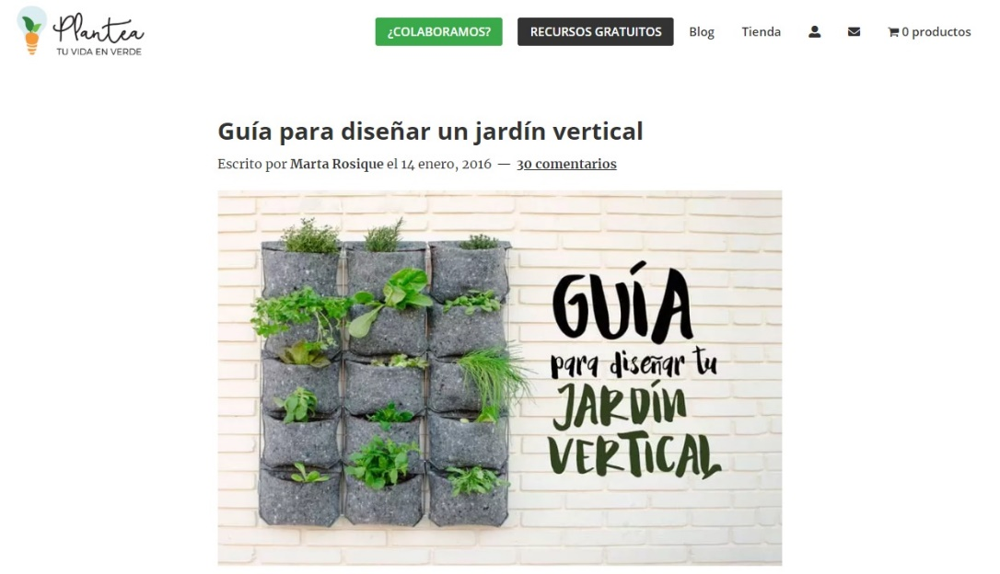 Plantea
TU VIDA EN VERDE
¿COLABORAMOS?
RECURSOS GRATUITOS
Blog
Tienda
0 productos
Guía para diseñar un jardín vertical
Escrito por Marta Rosique el 14 enero, 2016 — 30 comentarios
GUÍA
para diseñar tu
JARDÍN
VERTICAL